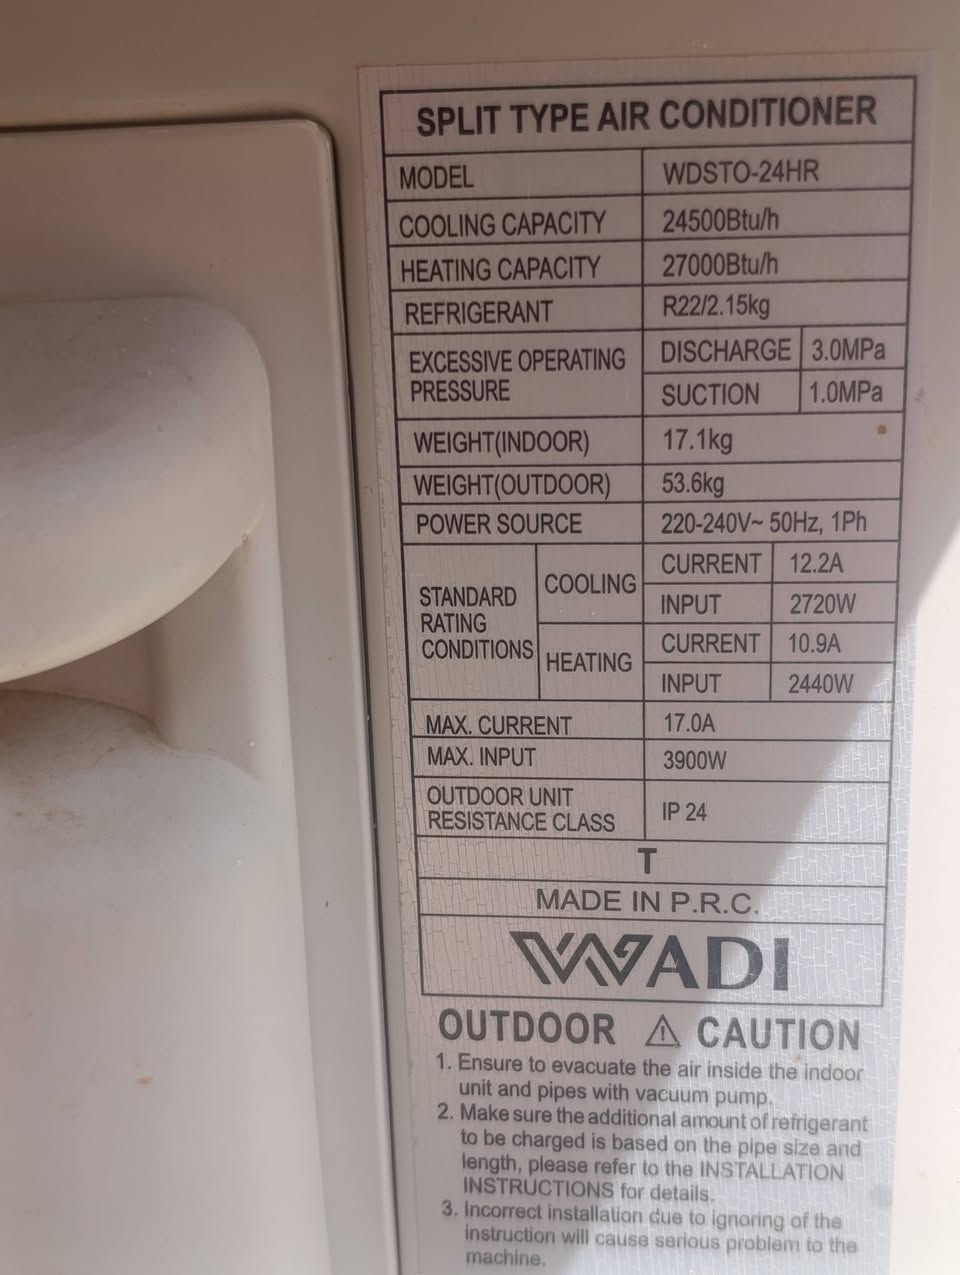 SPLIT TYPE AIR CONDITIONER
MODEL WDSTO-24HR
COOLING CAPACITY 24500Btu/h
HEATING CAPACITY 27000Btu/h
REFRIGERANT R22/2.15kg
EXCESSIVE OPERATING
PRESSURE
DISCHARGE 3.0MPa
SUCTION 1.0MPa
WEIGHT(INDOOR) 17.1kg
WEIGHT(OUTDOOR) 53.6kg
POWER SOURCE 220-240V~ 50Hz, 1Ph
STANDARD
RATING
CONDITIONS
COOLING
CURRENT 12.2A
INPUT 2720W
HEATING
CURRENT 10.9A
INPUT 2440W
MAX. CURRENT 17.0A
MAX. INPUT 3900W
OUTDOOR UNIT
RESISTANCE CLASS
IP 24
T
MADE IN P.R.C.
WADI
OUTDOOR ⚠ CAUTION
1. Ensure to evacuate the air inside the indoor
unit and pipes with vacuum pump.
2. Make sure the additional amount of refrigerant
to be charged is based on the pipe size and
length, please refer to the INSTALLATION
INSTRUCTIONS for details.
3. Incorrect installation due to ignoring of the
instruction will cause serious problem to the
machine.